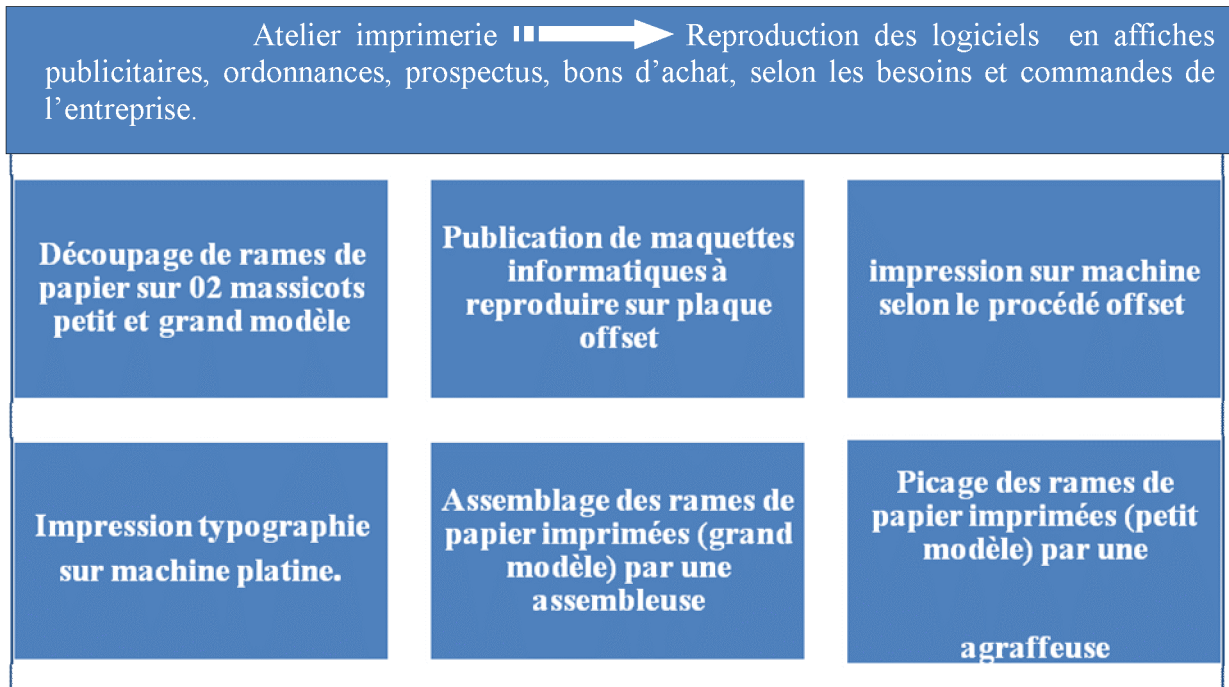 Atelier imprimerie Reproduction des logiciels en affiches
publicitaires, ordonnances, prospectus, bons d’achat, selon les besoins et commandes de
l’entreprise.
Découpage de rames de
papier sur 02 massicots
petit et grand modèle
Publication de maquettes
informatiques à
reproduire sur plaque
offset
impression sur machine
selon le procédé offset
Impression typographie
sur machine platine.
Assemblage des rames de
papier imprimées (grand
modèle) par une
assembleuse
Picage des rames de
papier imprimées (petit
modèle) par une
agraffeuse